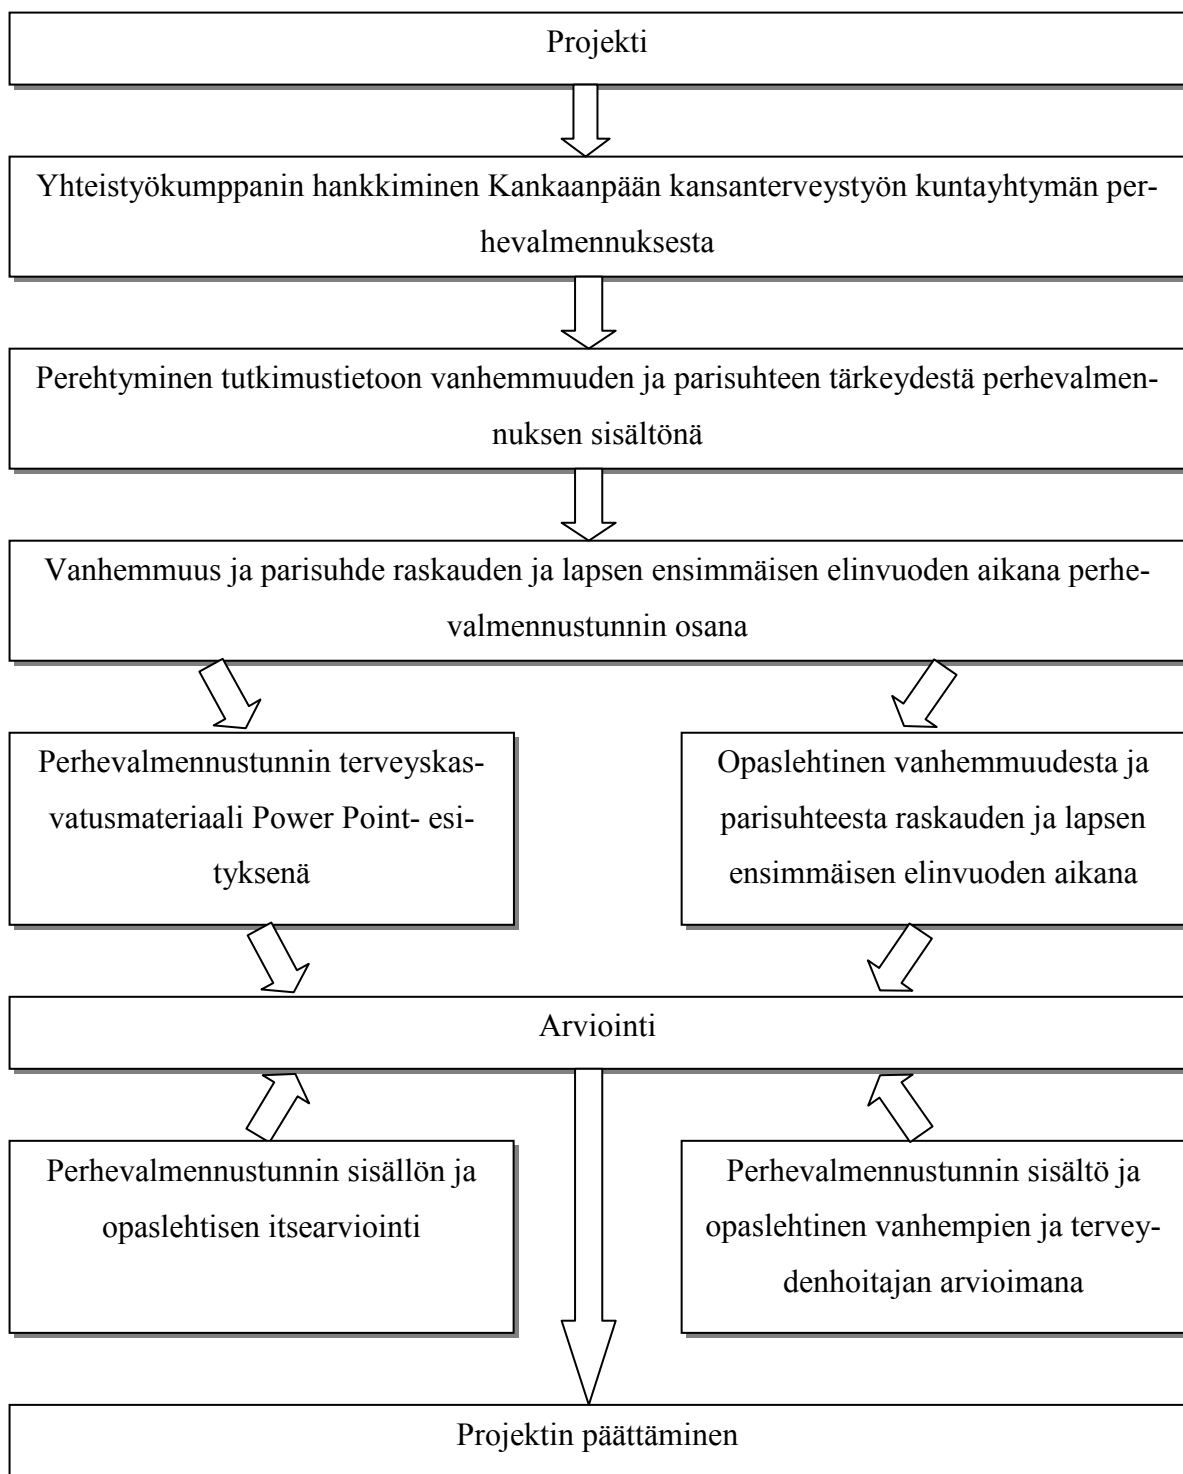 Projekti
Yhteistyökumppanin hankkiminen Kankaanpään kansanterveystyön kuntayhtymän per-
hevalmennuksesta
Perehtyminen tutkimustietoon vanhemmuuden ja parisuhteen tärkeydestä perhevalmen-
nuksen sisältönä
Vanhemmuus ja parisuhde raskauden ja lapsen ensimmäisen elinvuoden aikana perhe-
valmennustunnin osana
Perhevalmennustunnin terveyskas-
vatusmateriaali Power Point- esi-
tyksenä
Opaslehtinen vanhemmuudesta ja
parisuhteesta raskauden ja lapsen
ensimmäisen elinvuoden aikana
Arviointi
Perhevalmennustunnin sisällön ja
opaslehtisen itsearviointi
Perhevalmennustunnin sisältö ja
opaslehtinen vanhempien ja tervey-
denhoitajan arvioimana
Projektin päättäminen